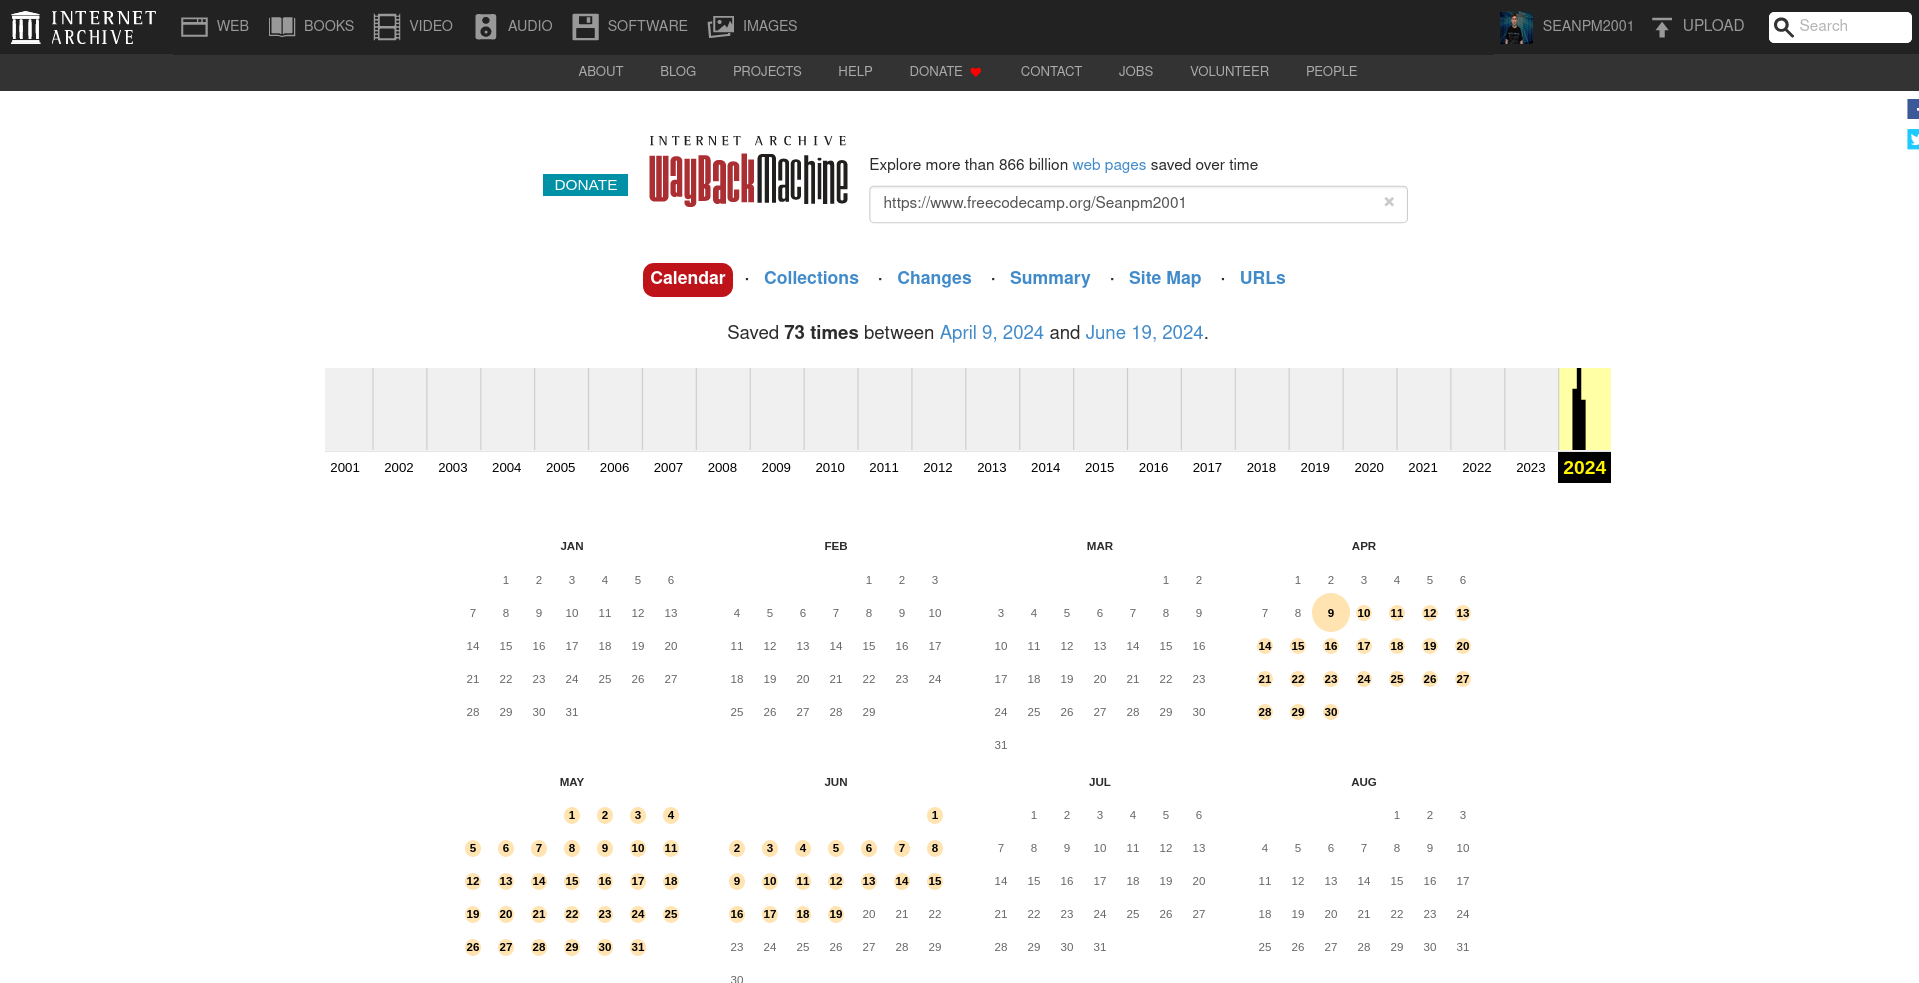 INTERNET ARCHIVE WEB BOOKS VIDEO AUDIO SOFTWARE IMAGES SEANPM2001 UPLOAD Search
ABOUT BLOG PROJECTS HELP DONATE CONTACT JOBS VOLUNTEER PEOPLE
INTERNET ARCHIVE
WayBackMachine
DONATE
Explore more than 866 billion web pages saved over time
https://www.freecodecamp.org/Seanpm2001 ×
Calendar · Collections · Changes · Summary · Site Map · URLs
Saved 73 times between April 9, 2024 and June 19, 2024.
2001 2002 2003 2004 2005 2006 2007 2008 2009 2010 2011 2012 2013 2014 2015 2016 2017 2018 2019 2020 2021 2022 2023 2024
JAN
1 2 3 4 5 6
7 8 9 10 11 12 13
14 15 16 17 18 19 20
21 22 23 24 25 26 27
28 29 30 31
FEB
1 2 3
4 5 6 7 8 9 10
11 12 13 14 15 16 17
18 19 20 21 22 23 24
25 26 27 28 29
MAR
1 2
3 4 5 6 7 8 9
10 11 12 13 14 15 16
17 18 19 20 21 22 23
24 25 26 27 28 29 30
31
APR
1 2 3 4 5 6
7 8 9 10 11 12 13
14 15 16 17 18 19 20
21 22 23 24 25 26 27
28 29 30
MAY
1 2 3 4
5 6 7 8 9 10 11
12 13 14 15 16 17 18
19 20 21 22 23 24 25
26 27 28 29 30 31
JUN
1
2 3 4 5 6 7 8
9 10 11 12 13 14 15
16 17 18 19 20 21 22
23 24 25 26 27 28 29
30
JUL
1 2 3 4 5 6
7 8 9 10 11 12 13
14 15 16 17 18 19 20
21 22 23 24 25 26 27
28 29 30 31
AUG
1 2 3
4 5 6 7 8 9 10
11 12 13 14 15 16 17
18 19 20 21 22 23 24
25 26 27 28 29 30 31